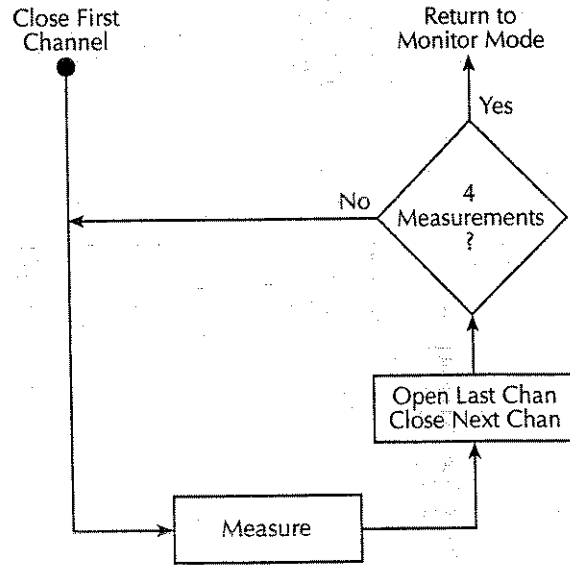 Close First
Channel
Return to
Monitor Mode
Yes
No
4
Measurements
?
Open Last Chan
Close Next Chan
Measure